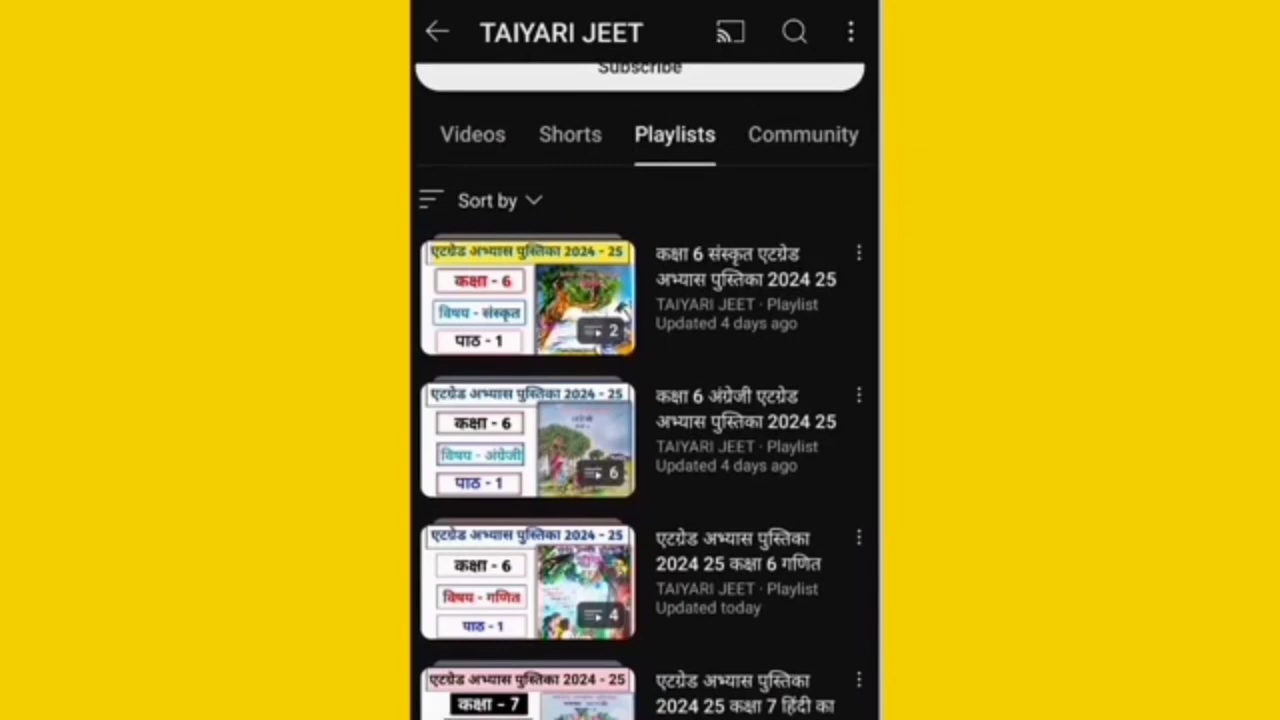 TAIYARI JEET
Subscribe
Videos Shorts Playlists Community
Sort by
एटग्रेड अभ्यास पुस्तिका 2024 - 25
कक्षा - 6
विषय - संस्कृत
पाठ - 1
2
कक्षा 6 संस्कृत एटग्रेड
अभ्यास पुस्तिका 2024 25
TAIYARI JEET · Playlist
Updated 4 days ago
एटग्रेड अभ्यास पुस्तिका 2024 - 25
कक्षा - 6
विषय - अंग्रेजी
पाठ - 1
6
कक्षा 6 अंग्रेजी एटग्रेड
अभ्यास पुस्तिका 2024 25
TAIYARI JEET · Playlist
Updated 4 days ago
एटग्रेड अभ्यास पुस्तिका 2024 - 25
कक्षा - 6
विषय - गणित
पाठ - 1
4
एटग्रेड अभ्यास पुस्तिका
2024 25 कक्षा 6 गणित
TAIYARI JEET · Playlist
Updated today
एटग्रेड अभ्यास पुस्तिका 2024 - 25
कक्षा - 7
एटग्रेड अभ्यास पुस्तिका
2024 25 कक्षा 7 हिंदी का